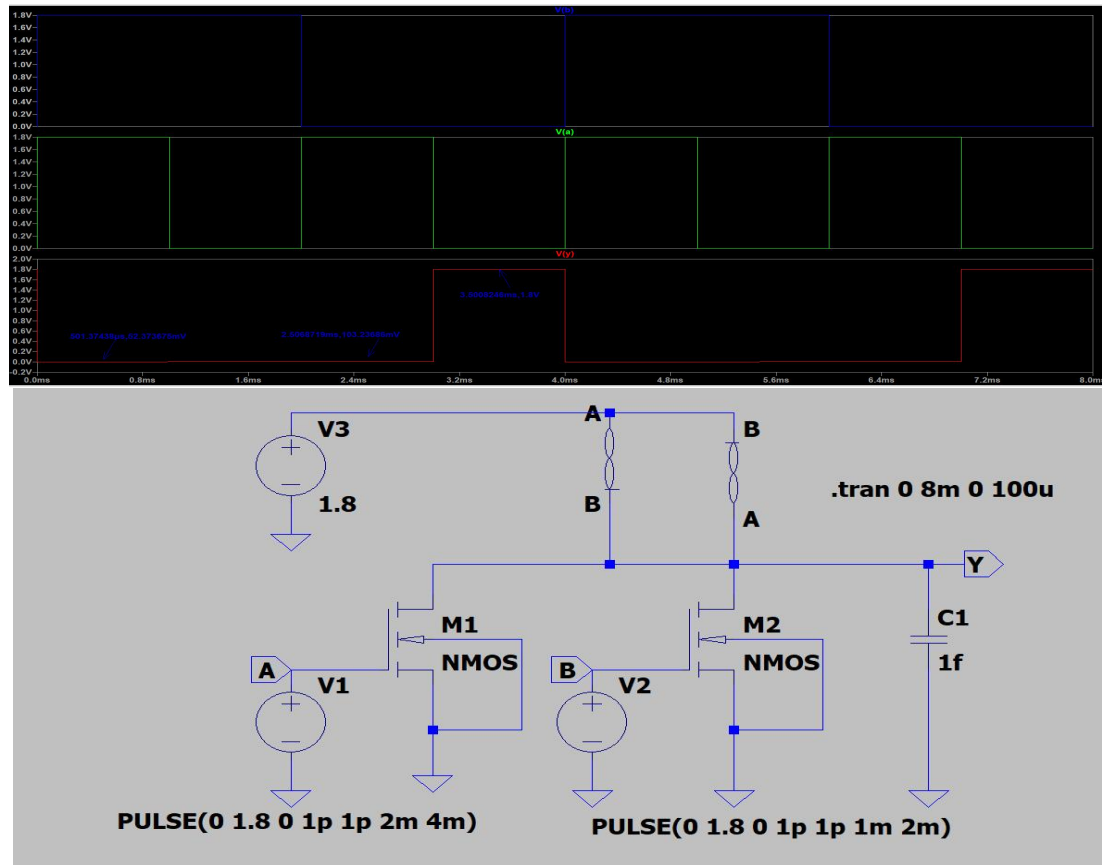 V(b)
1.8V
1.6V
1.4V
1.2V
1.0V
0.8V
0.6V
0.4V
0.2V
0.0V
V(a)
1.8V
1.6V
1.4V
1.2V
1.0V
0.8V
0.6V
0.4V
0.2V
0.0V
V(y)
2.0V
1.8V
1.6V
1.4V
1.2V
1.0V
0.8V
0.6V
0.4V
0.2V
0.0V
-0.2V
0.0ms 0.8ms 1.6ms 2.4ms 3.2ms 4.0ms 4.8ms 5.6ms 6.4ms 7.2ms 8.0ms
A
B
V3
1.8
B
A
.tran 0 8m 0 100u
Y
A
M1
NMOS
V1
B
M2
NMOS
V2
C1
1f
PULSE(0 1.8 0 1p 1p 2m 4m)
PULSE(0 1.8 0 1p 1p 1m 2m)